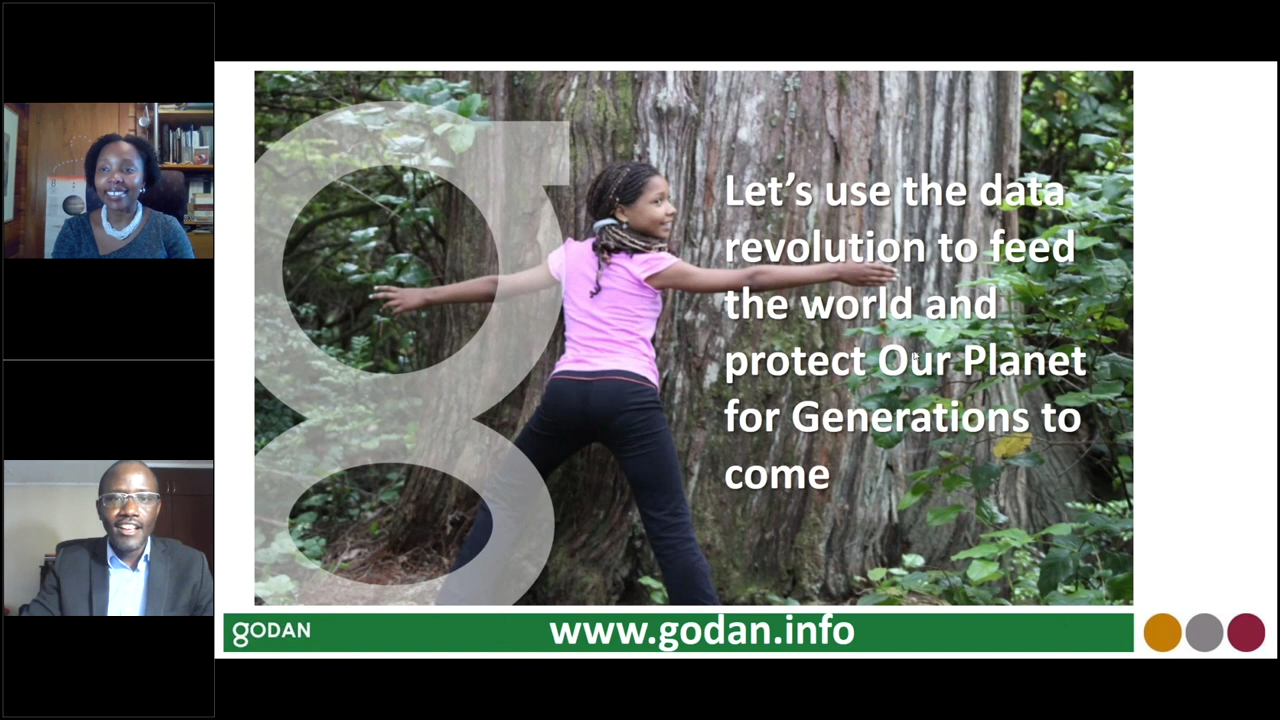 Let's use the data
revolution to feed
the world and
protect Our Planet
for Generations to
come
gODAN
www.godan.info